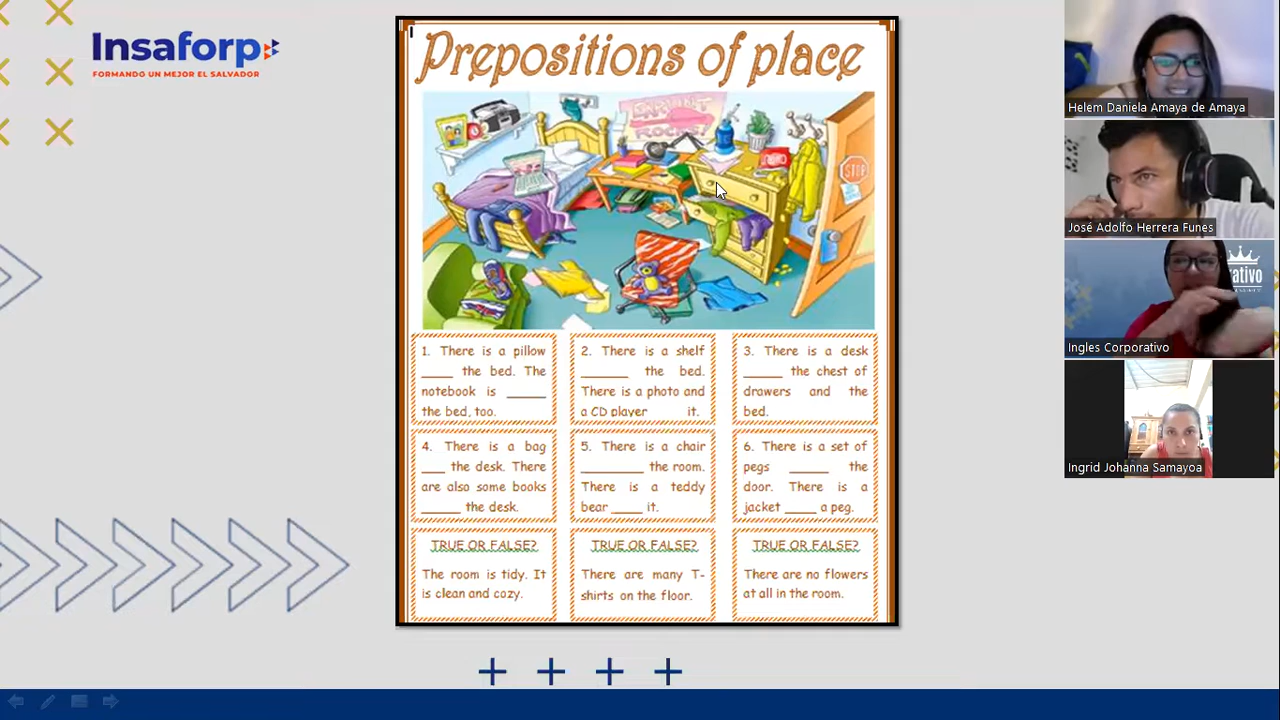 Insaforp
FORMANDO UN MEJOR EL SALVADOR
Prepositions of place
ROCKS!
STOP
1. There is a pillow
____ the bed. The
notebook is _____
the bed, too.
2. There is a shelf
______ the bed.
There is a photo and
a CD player it.
3. There is a desk
_____ the chest of
drawers and the
bed.
4. There is a bag
___ the desk. There
are also some books
_____ the desk.
5. There is a chair
________ the room.
There is a teddy
bear ____ it.
6. There is a set of
pegs _____ the
door. There is a
jacket ____ a peg.
TRUE OR FALSE?
The room is tidy. It
is clean and cozy.
TRUE OR FALSE?
There are many T-
shirts on the floor.
TRUE OR FALSE?
There are no flowers
at all in the room.
Helem Daniela Amaya de Amaya
José Adolfo Herrera Funes
ativo
Ingles Corporativo
Ingrid Johanna Samayoa